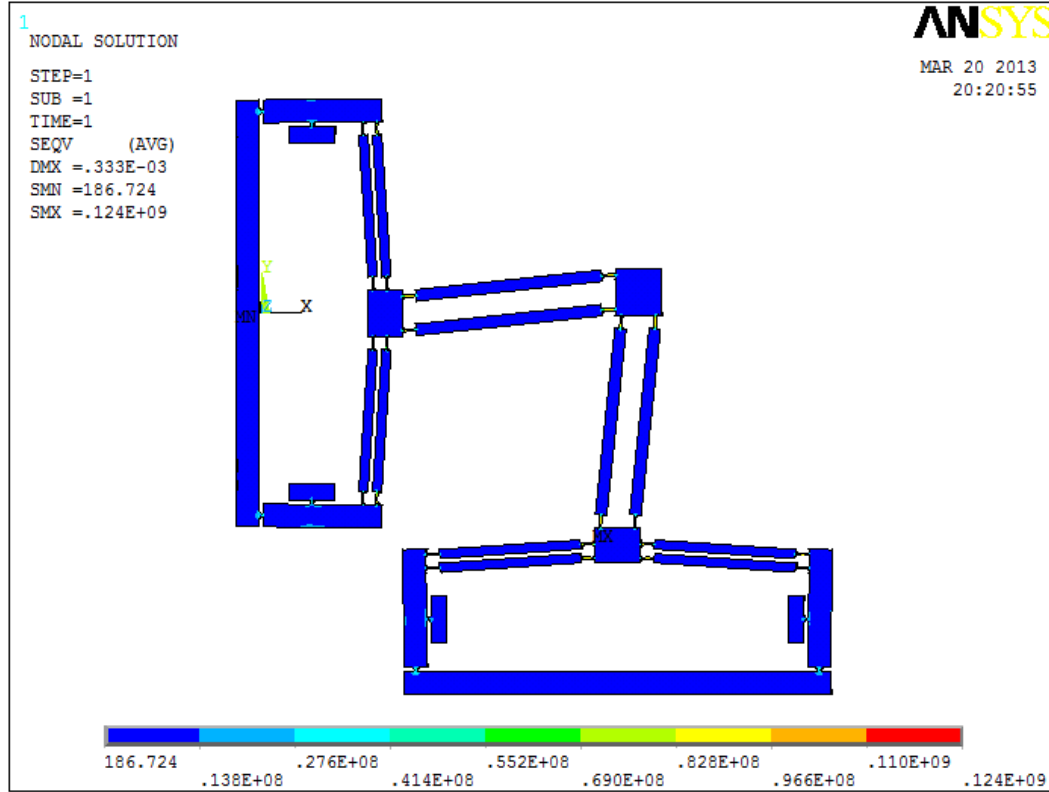 1
NODAL SOLUTION
STEP=1
SUB =1
TIME=1
SEQV     (AVG)
DMX =.333E-03
SMN =186.724
SMX =.124E+09
ANSYS
MAR 20 2013
20:20:55
Y
Z
X
MN
MX
186.724 .276E+08 .552E+08 .828E+08 .110E+09
.138E+08 .414E+08 .690E+08 .966E+08 .124E+09